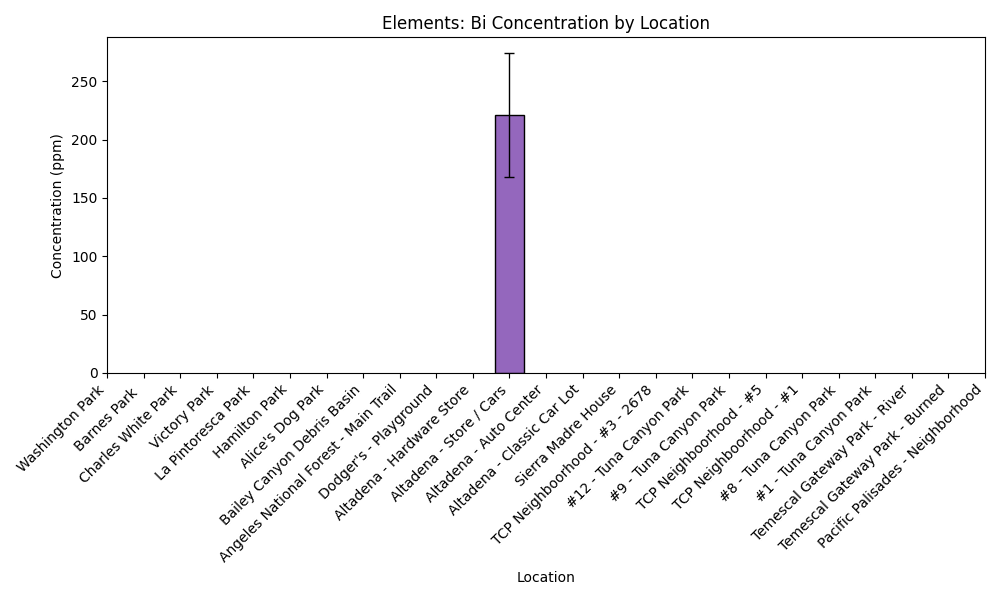 Elements: Bi Concentration by Location
Concentration (ppm)
250
200
150
100
50
0
Washington Park
Barnes Park
Charles White Park
Victory Park
La Pintoresca Park
Hamilton Park
Alice's Dog Park
Bailey Canyon Debris Basin
Angeles National Forest - Main Trail
Dodger's - Playground
Altadena - Hardware Store
Altadena - Store / Cars
Altadena - Auto Center
Altadena - Classic Car Lot
Sierra Madre House
TCP Neighboorhood - #3 - 2678
#12 - Tuna Canyon Park
#9 - Tuna Canyon Park
TCP Neighboorhood - #5
TCP Neighboorhood - #1
#8 - Tuna Canyon Park
#1 - Tuna Canyon Park
Temescal Gateway Park - River
Temescal Gateway Park - Burned
Pacific Palisades - Neighborhood
Location